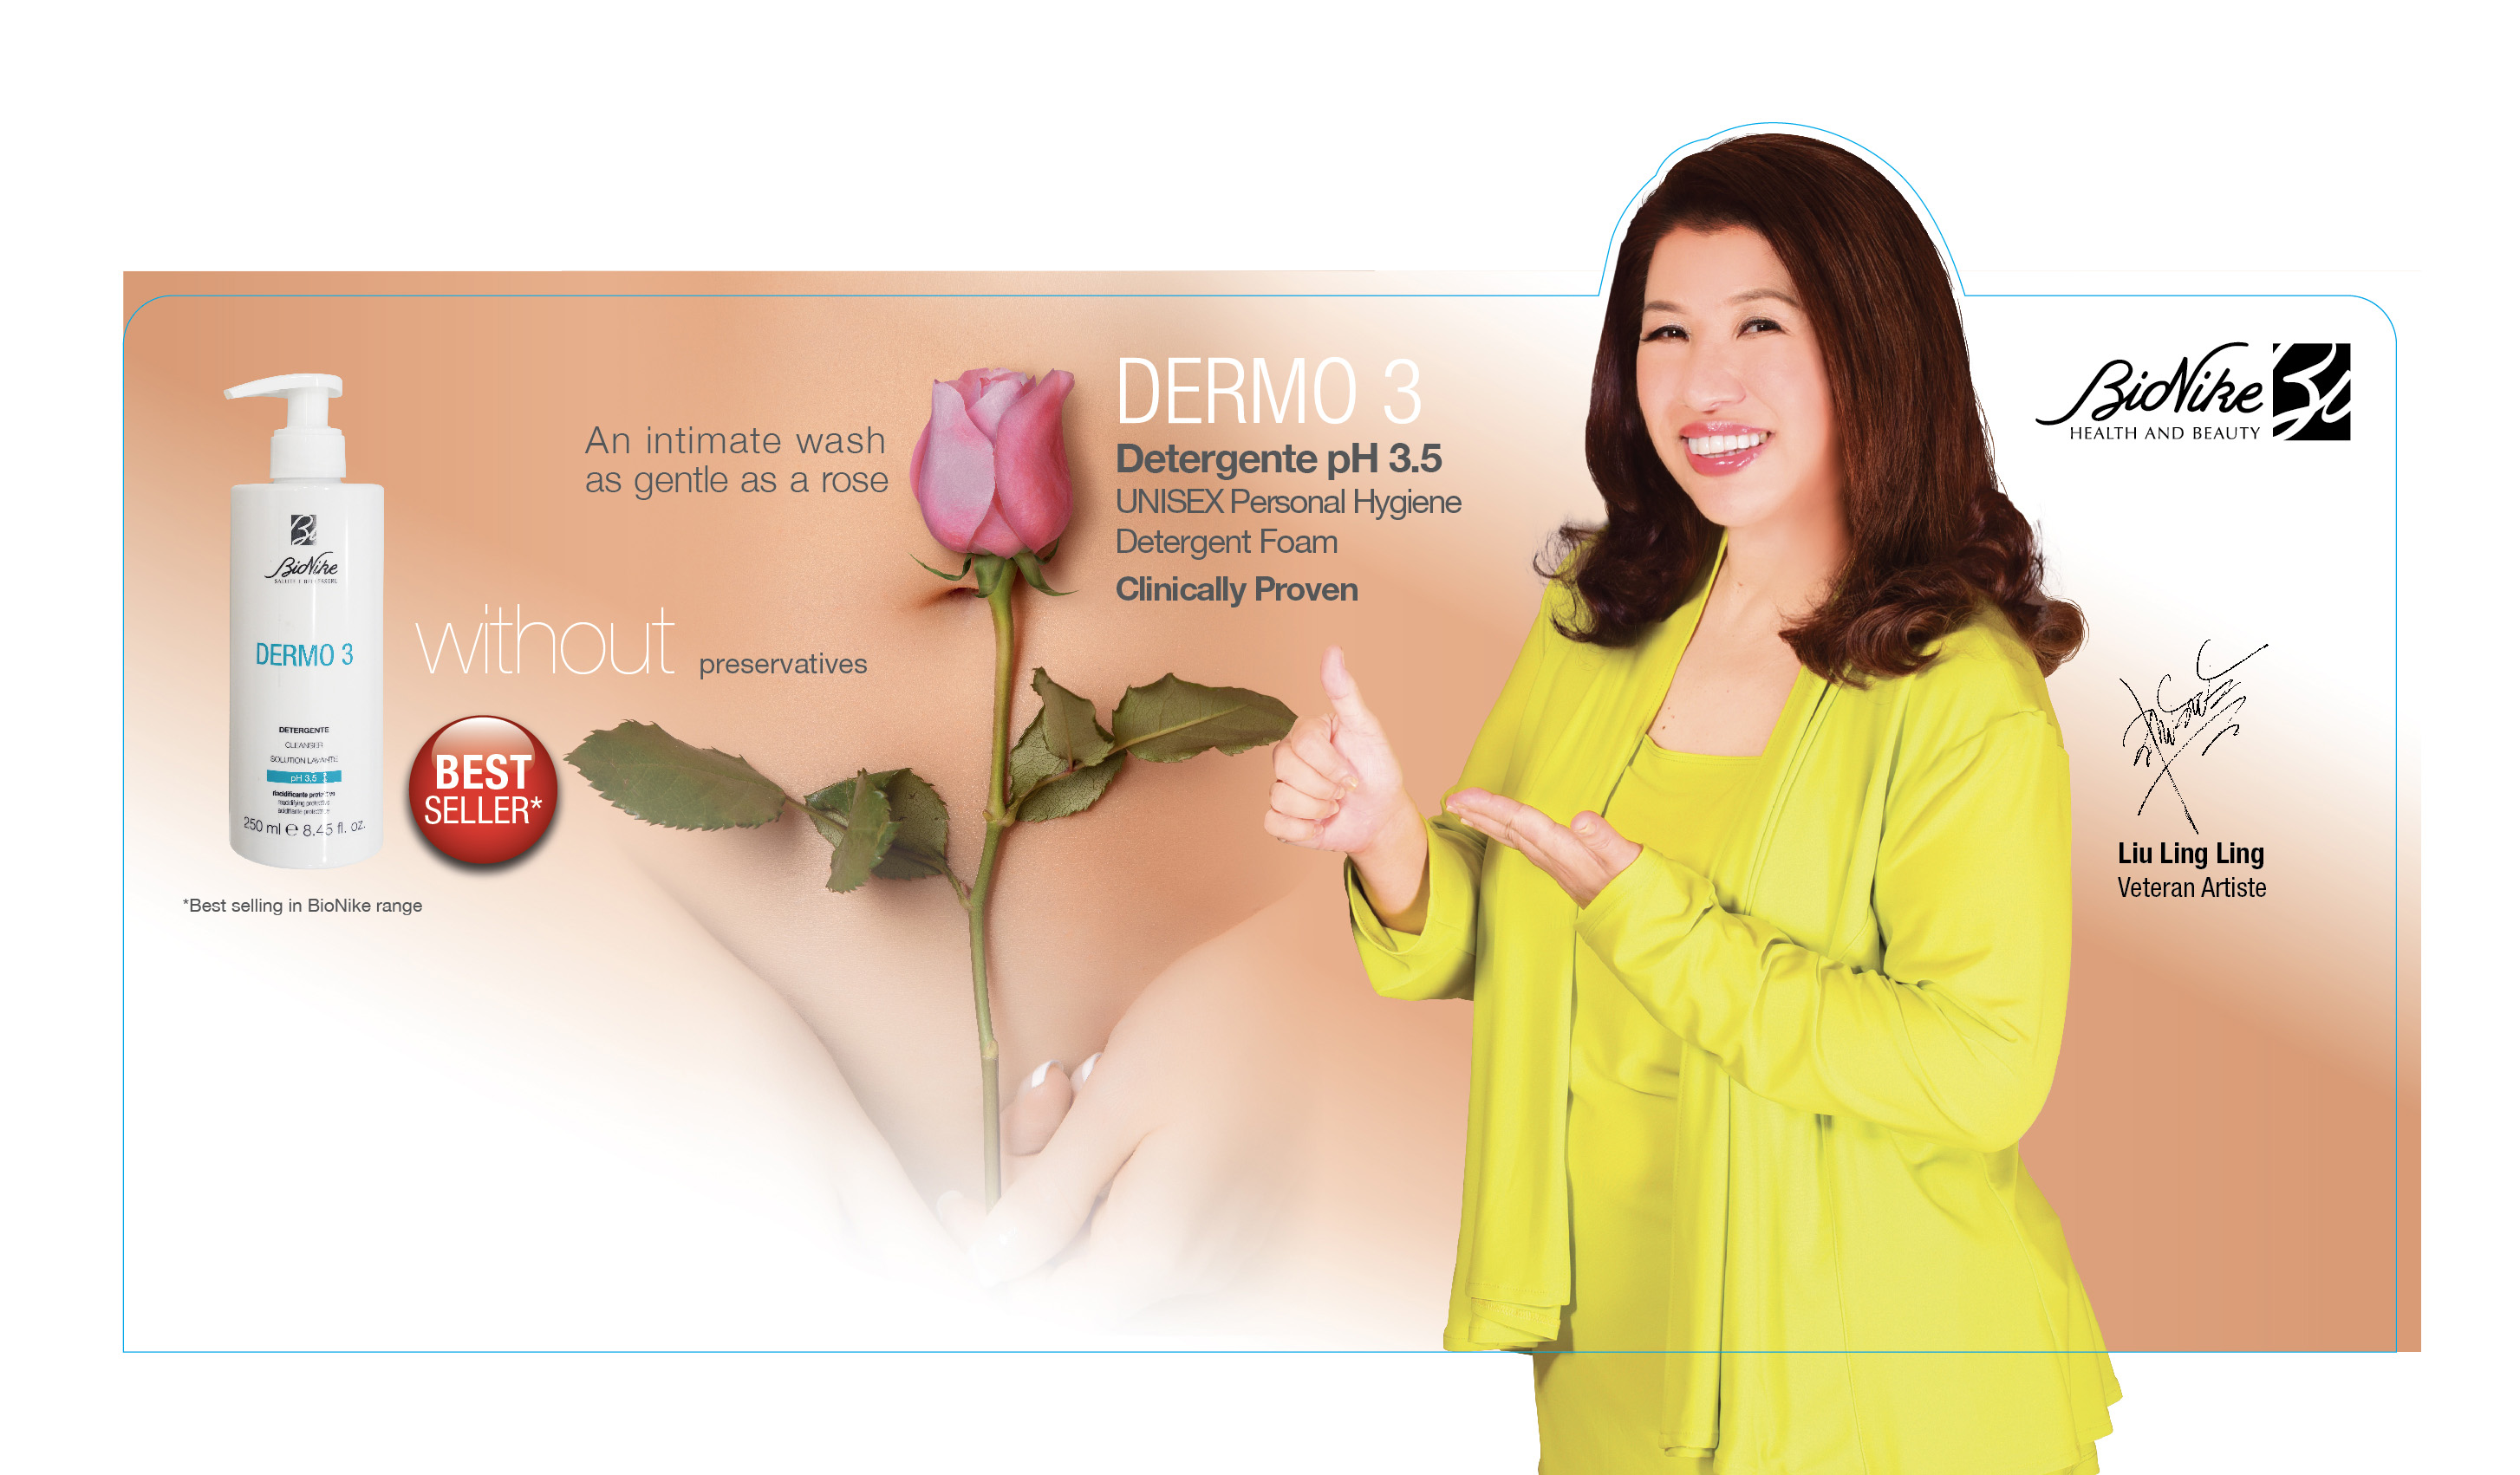 DERMO 3
Detergente pH 3.5
UNISEX Personal Hygiene
Detergent Foam
Clinically Proven
An intimate wash
as gentle as a rose
without preservatives
BEST
SELLER*
*Best selling in BioNike range
BioNike
HEALTH AND BEAUTY
Liu Ling Ling
Veteran Artiste
BioNike
DERMO 3
DETERGENTE
CLEANSER
SOLUTION LAVANTE
pH 3,5
250 ml ℮ 8.45 fl. oz.